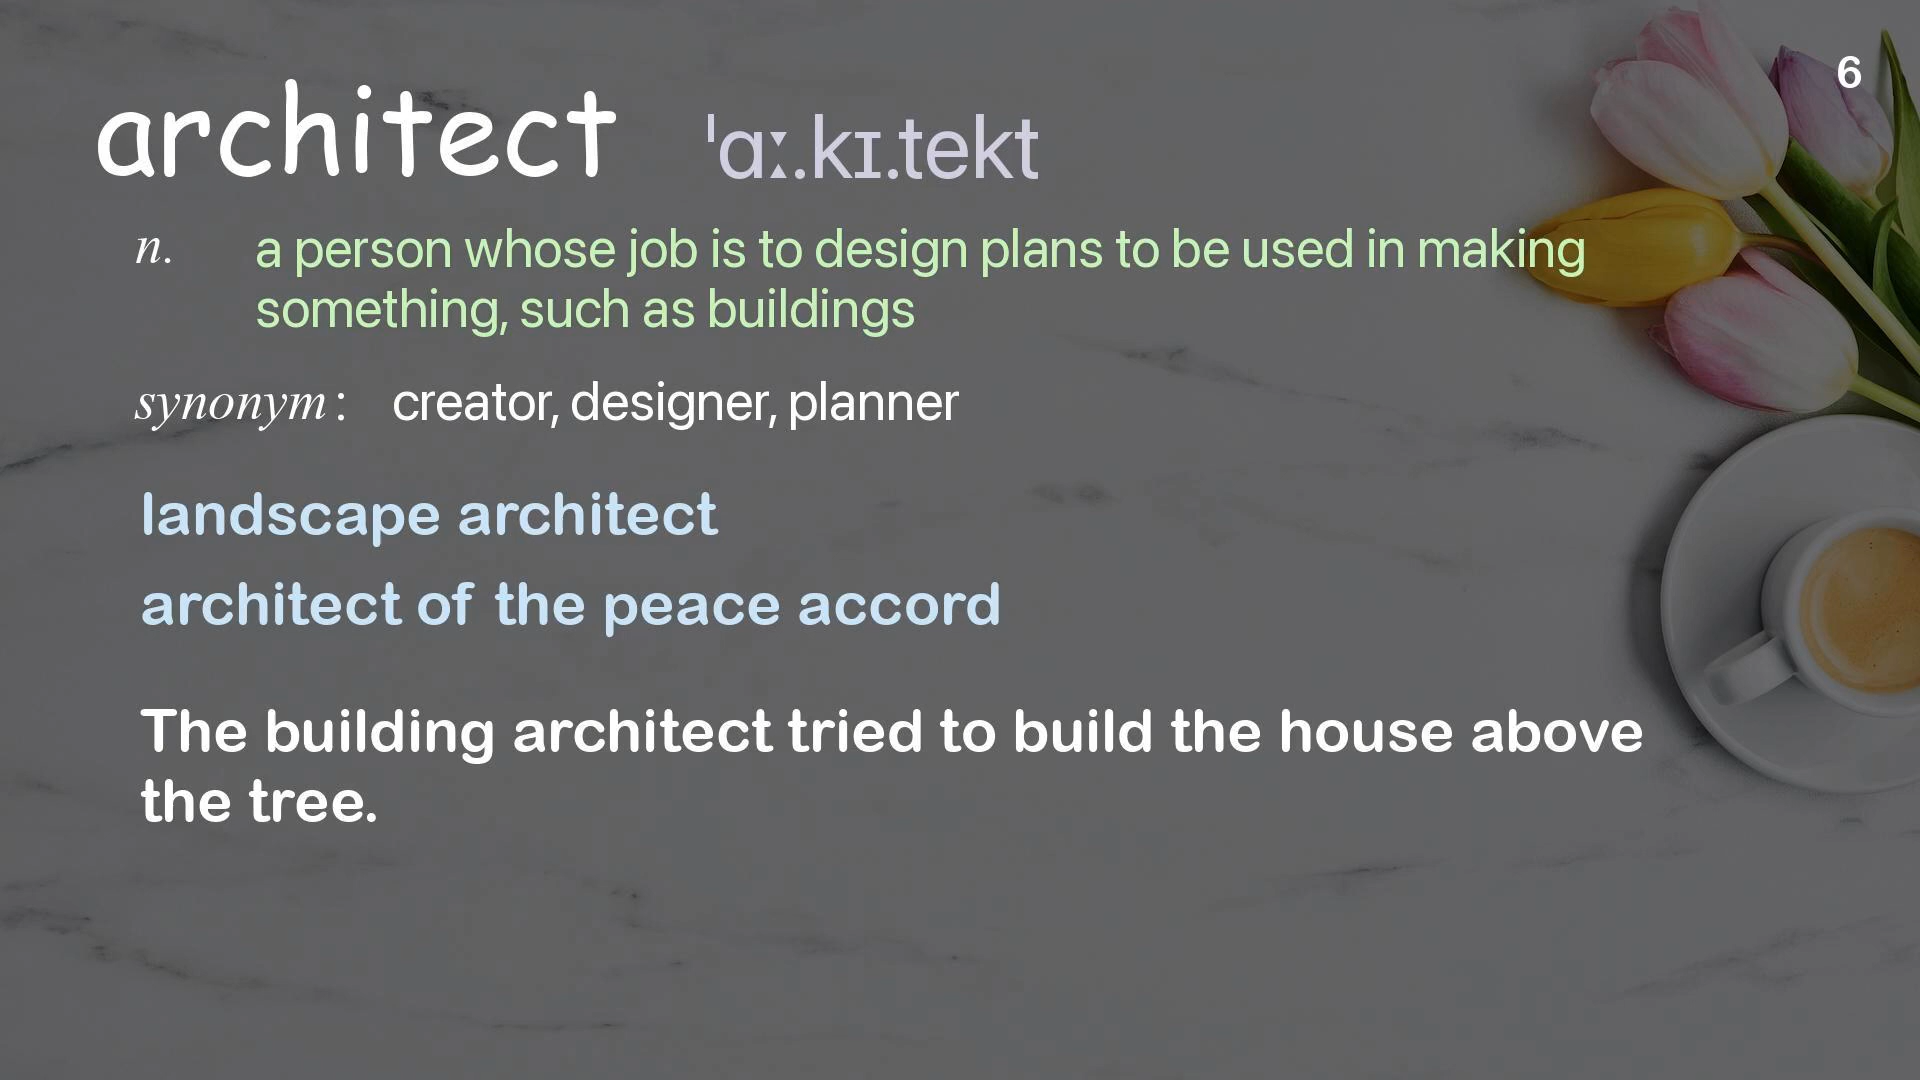 6
architect ˈɑː.kɪ.tekt
n. a person whose job is to design plans to be used in making
something, such as buildings
synonym: creator, designer, planner
landscape architect
architect of the peace accord
The building architect tried to build the house above
the tree.